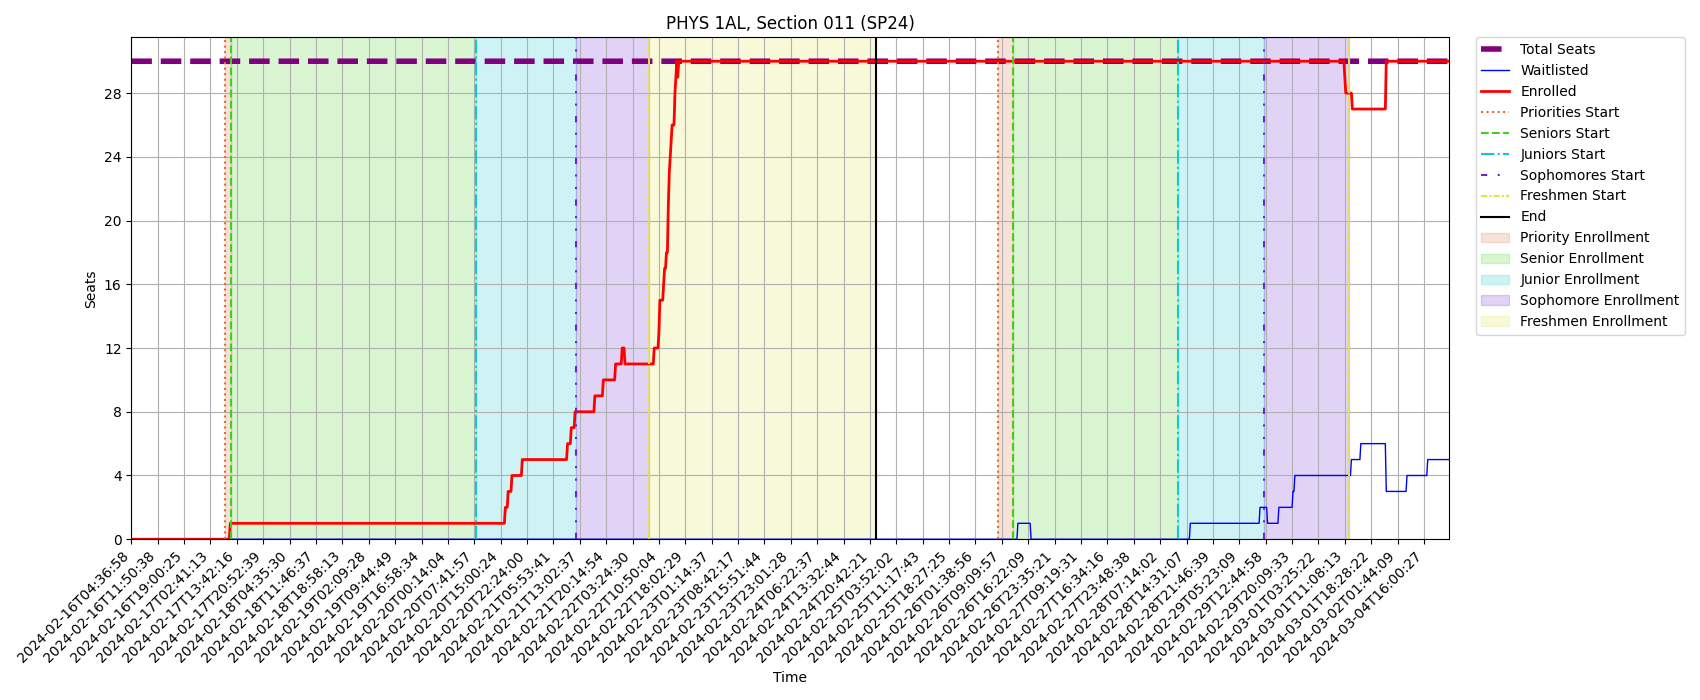 PHYS 1AL, Section 011 (SP24)
Total Seats
Waitlisted
Enrolled
Priorities Start
Seniors Start
Juniors Start
Sophomores Start
Freshmen Start
End
Priority Enrollment
Senior Enrollment
Junior Enrollment
Sophomore Enrollment
Freshmen Enrollment
Seats
28
24
20
16
12
8
4
0
2024-02-16T04:36:58
2024-02-16T11:50:38
2024-02-16T19:00:25
2024-02-17T02:41:13
2024-02-17T13:42:16
2024-02-17T20:52:39
2024-02-18T04:35:30
2024-02-18T11:46:37
2024-02-18T18:58:13
2024-02-19T02:09:28
2024-02-19T09:44:49
2024-02-19T16:58:34
2024-02-20T00:14:04
2024-02-20T07:41:57
2024-02-20T15:00:24
2024-02-20T22:24:00
2024-02-21T05:53:41
2024-02-21T13:02:37
2024-02-21T20:14:54
2024-02-22T03:24:30
2024-02-22T10:50:04
2024-02-22T18:02:29
2024-02-23T01:14:37
2024-02-23T08:42:17
2024-02-23T15:51:44
2024-02-23T23:01:28
2024-02-24T06:22:37
2024-02-24T13:32:44
2024-02-24T20:42:21
2024-02-25T03:52:02
2024-02-25T11:17:43
2024-02-25T18:27:25
2024-02-26T01:38:56
2024-02-26T09:09:57
2024-02-26T16:22:09
2024-02-26T23:35:21
2024-02-27T09:19:31
2024-02-27T16:34:16
2024-02-27T23:48:38
2024-02-28T07:14:02
2024-02-28T14:31:07
2024-02-28T21:46:39
2024-02-29T05:23:09
2024-02-29T12:44:58
2024-02-29T20:09:33
2024-03-01T03:25:22
2024-03-01T11:08:13
2024-03-01T18:28:22
2024-03-02T01:44:09
2024-03-04T16:00:27
Time